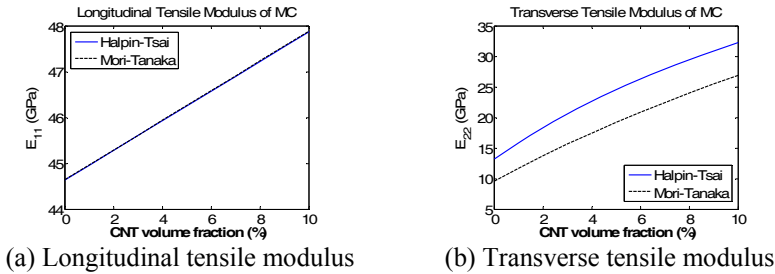 Longitudinal Tensile Modulus of MC
48
47
46
45
44
E11 (GPa)
Halpin-Tsai
Mori-Tanaka
0 2 4 6 8 10
CNT volume fraction (%)
(a) Longitudinal tensile modulus
Transverse Tensile Modulus of MC
35
30
25
20
15
10
5
E22 (GPa)
Halpin-Tsai
Mori-Tanaka
0 2 4 6 8 10
CNT volume fraction (%)
(b) Transverse tensile modulus